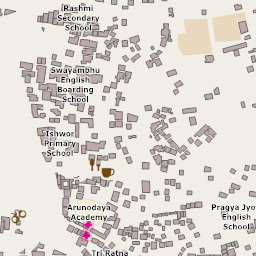 Rashmi
Secondary
School
Swayambhu
English
Boarding
School
Ishwor
Primary
School
Arunodaya
Academy
Pragya Jyo
English
School
Tri Ratna